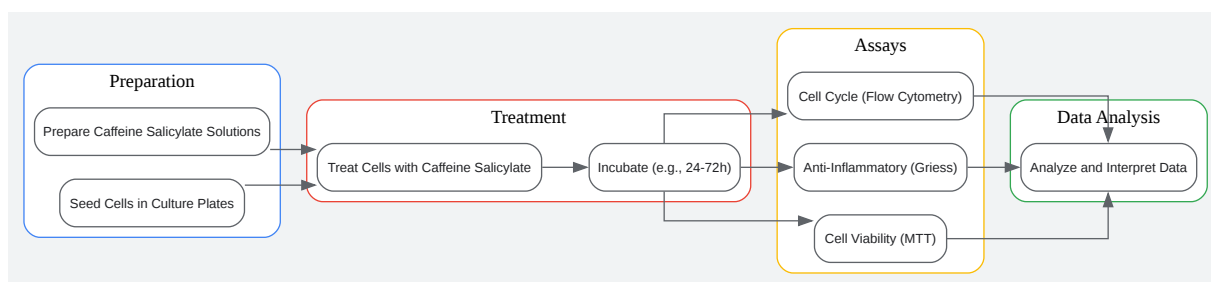 Preparation
Prepare Caffeine Salicylate Solutions
Seed Cells in Culture Plates
Treatment
Treat Cells with Caffeine Salicylate
Incubate (e.g., 24-72h)
Assays
Cell Cycle (Flow Cytometry)
Anti-Inflammatory (Griess)
Cell Viability (MTT)
Data Analysis
Analyze and Interpret Data